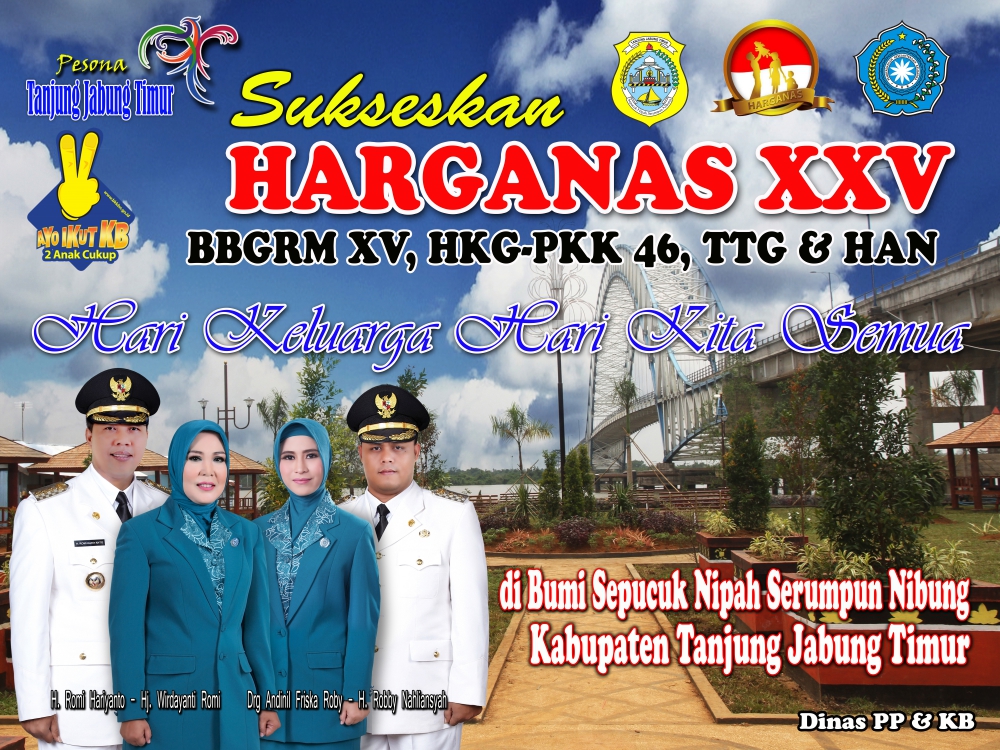 Pesona
Tanjung Jabung Timur
Sukseskan
HARGANAS
HARGANAS XXV
AYO IKUT KB
2 Anak Cukup
BBGRM XV, HKG-PKK 46, TTG & HAN
Hari Keluarga Hari Kita Semua
di Bumi Sepucuk Nipah Serumpun Nibung
Kabupaten Tanjung Jabung Timur
H. Romi Hariyanto - Hj. Wirdayanti Romi
Drg Andinil Friska Roby - H. Robby Nahliansyah
Dinas PP & KB